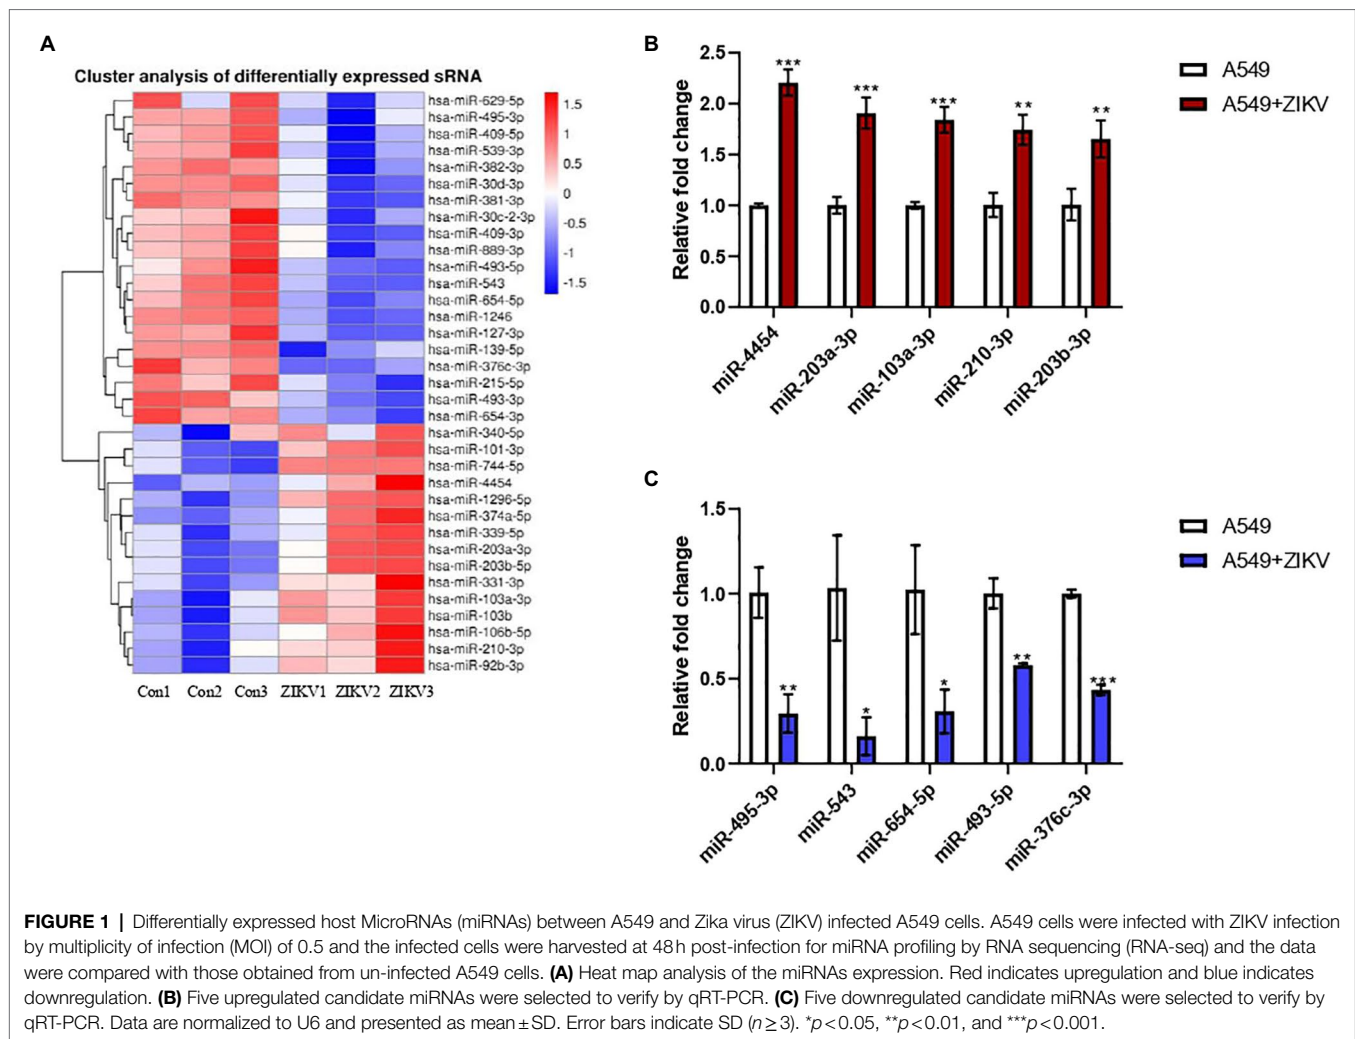 A
Cluster analysis of differentially expressed sRNA
hsa-miR-629-5p
hsa-miR-495-3p
hsa-miR-409-5p
hsa-miR-539-3p
hsa-miR-382-3p
hsa-miR-30d-3p
hsa-miR-381-3p
hsa-miR-30c-2-3p
hsa-miR-409-3p
hsa-miR-889-3p
hsa-miR-493-5p
hsa-miR-543
hsa-miR-654-5p
hsa-miR-1246
hsa-miR-127-3p
hsa-miR-139-5p
hsa-miR-376c-3p
hsa-miR-215-5p
hsa-miR-493-3p
hsa-miR-654-3p
hsa-miR-340-5p
hsa-miR-101-3p
hsa-miR-744-5p
hsa-miR-4454
hsa-miR-1296-5p
hsa-miR-374a-5p
hsa-miR-339-5p
hsa-miR-203a-3p
hsa-miR-203b-5p
hsa-miR-331-3p
hsa-miR-103a-3p
hsa-miR-103b
hsa-miR-106b-5p
hsa-miR-210-3p
hsa-miR-92b-3p
Con1 Con2 Con3 ZIKV1 ZIKV2 ZIKV3
1.5
1
0.5
0
-0.5
-1
-1.5
B
Relative fold change
2.5
2.0
1.5
1.0
0.5
0.0
*** *** *** ** **
miR-4454
miR-203a-3p
miR-103a-3p
miR-210-3p
miR-203b-3p
A549
A549+ZIKV
C
Relative fold change
1.5
1.0
0.5
0.0
** * * ** ***
miR-495-3p
miR-543
miR-654-5p
miR-493-5p
miR-376c-3p
A549
A549+ZIKV
FIGURE 1 | Differentially expressed host MicroRNAs (miRNAs) between A549 and Zika virus (ZIKV) infected A549 cells. A549 cells were infected with ZIKV infection
by multiplicity of infection (MOI) of 0.5 and the infected cells were harvested at 48 h post-infection for miRNA profiling by RNA sequencing (RNA-seq) and the data
were compared with those obtained from un-infected A549 cells. (A) Heat map analysis of the miRNAs expression. Red indicates upregulation and blue indicates
downregulation. (B) Five upregulated candidate miRNAs were selected to verify by qRT-PCR. (C) Five downregulated candidate miRNAs were selected to verify by
qRT-PCR. Data are normalized to U6 and presented as mean ± SD. Error bars indicate SD (n ≥ 3). *p < 0.05, **p < 0.01, and ***p < 0.001.